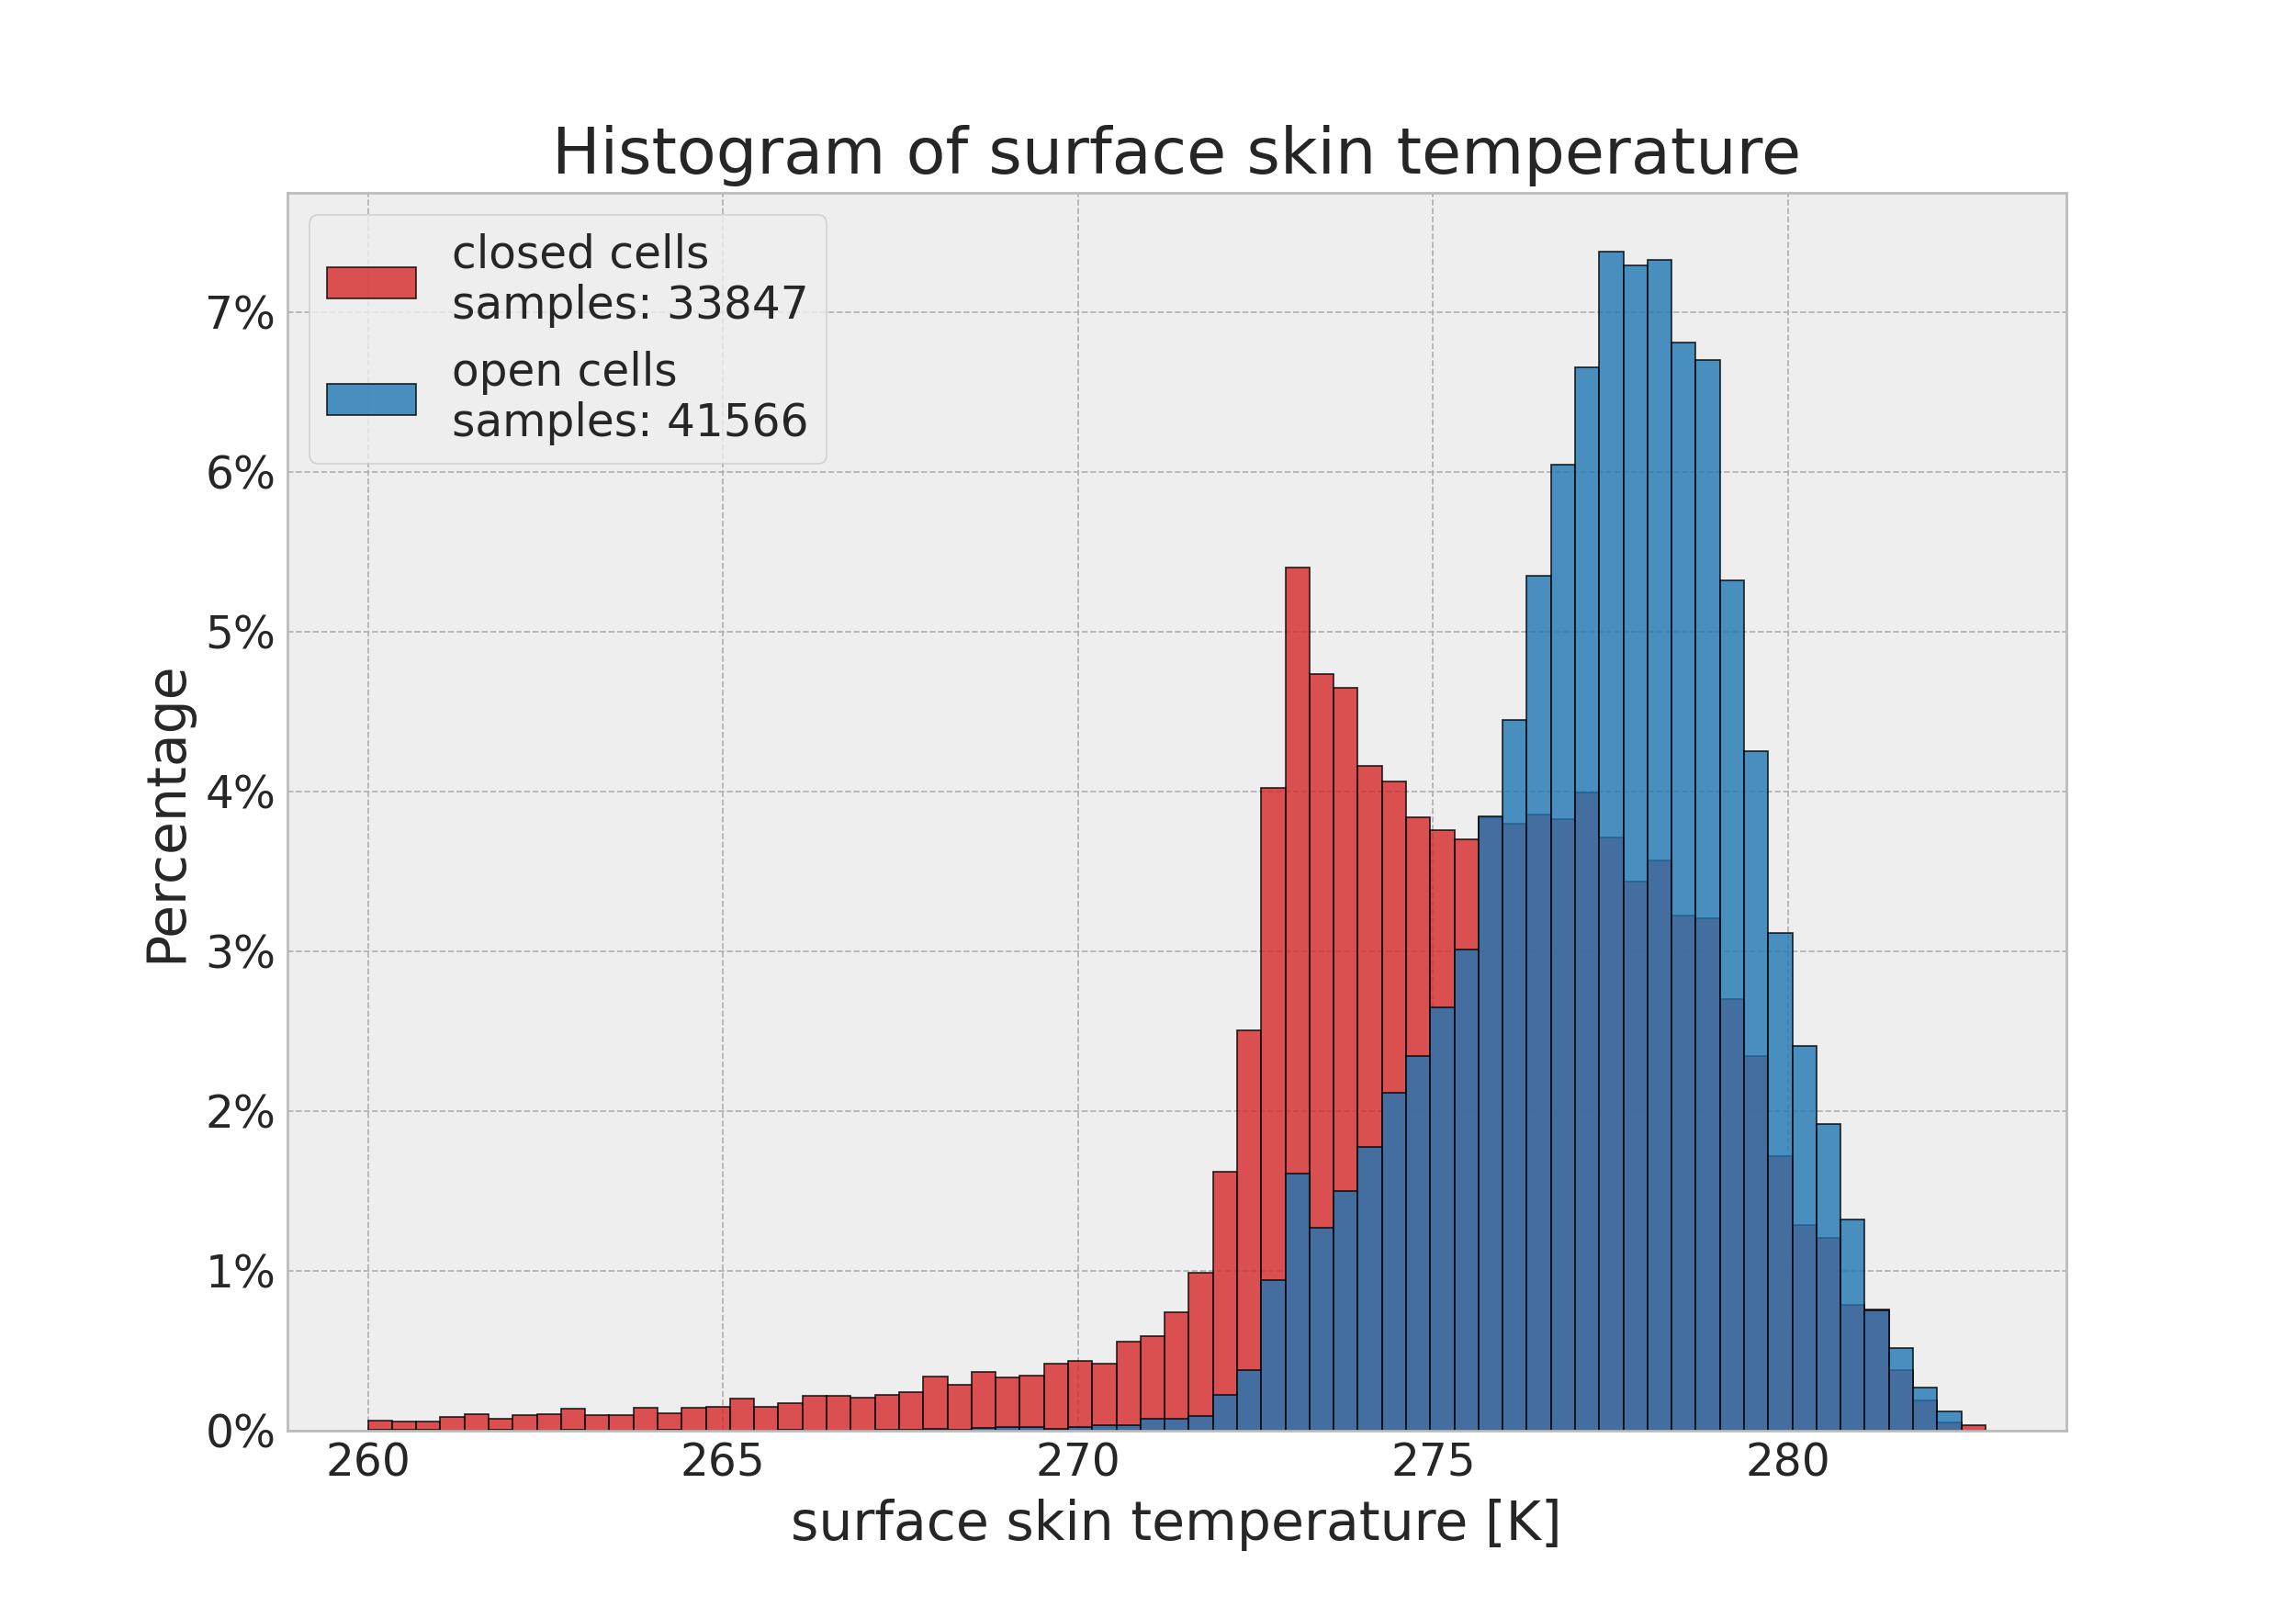 Histogram of surface skin temperature
closed cells
samples: 33847
open cells
samples: 41566
Percentage
7%
6%
5%
4%
3%
2%
1%
0%
260
265
270
275
280
surface skin temperature [K]